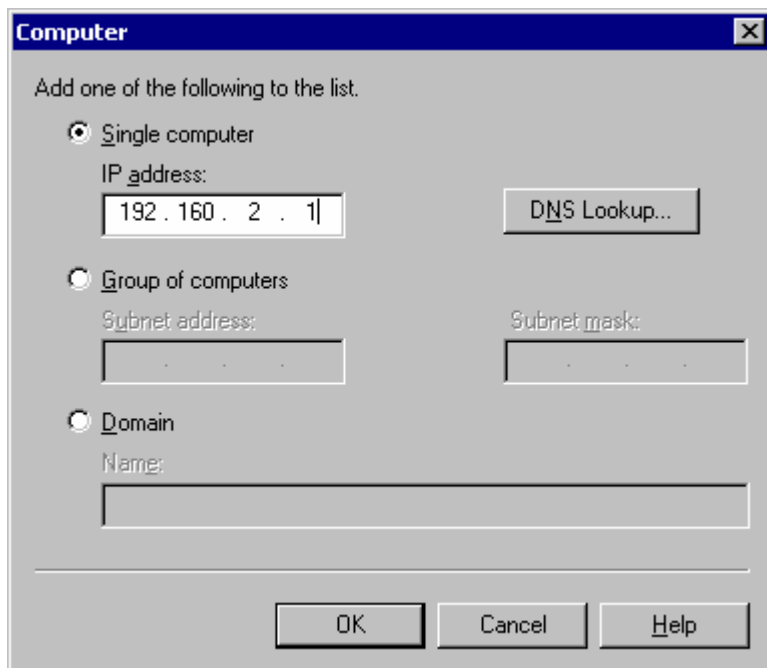 Computer
Add one of the following to the list.
Single computer
IP address:
192 . 160 . 2 . 1
DNS Lookup...
Group of computers
Subnet address: Subnet mask:
. . . . . .
Domain
Name:
OK Cancel Help